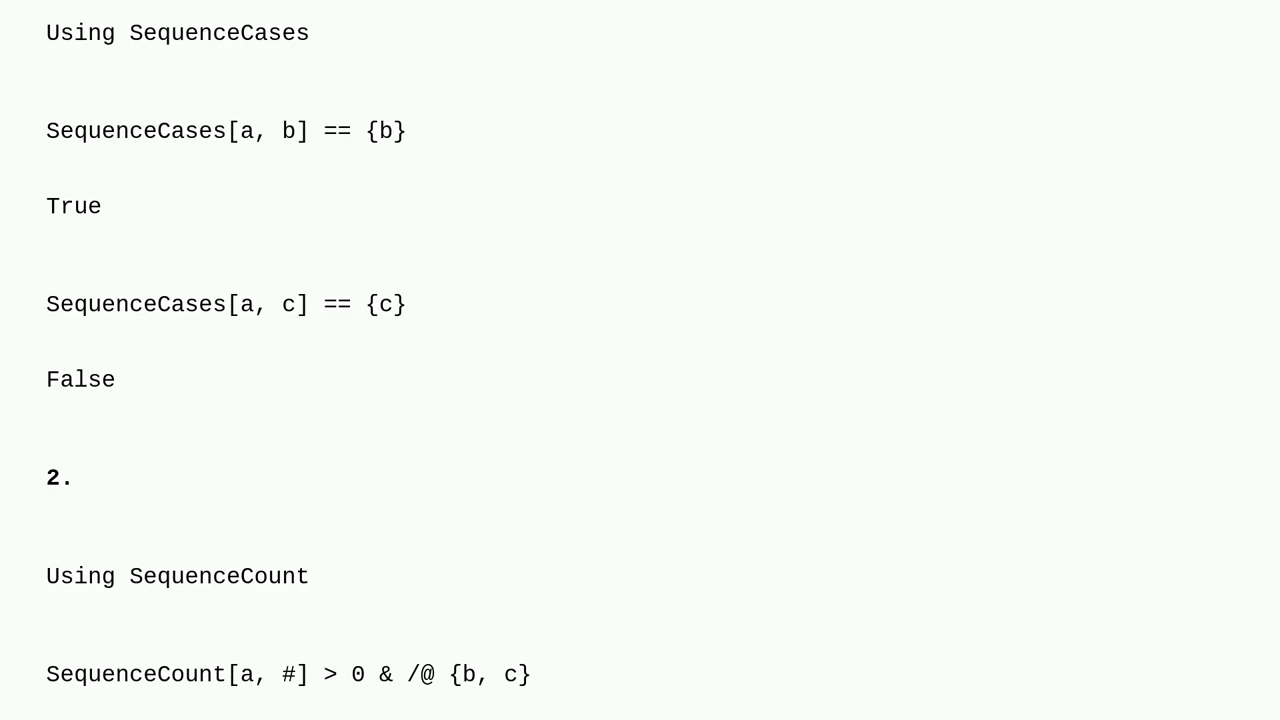 Using SequenceCases
SequenceCases[a, b] == {b}
True
SequenceCases[a, c] == {c}
False
2.
Using SequenceCount
SequenceCount[a, #] > 0 & /@ {b, c}